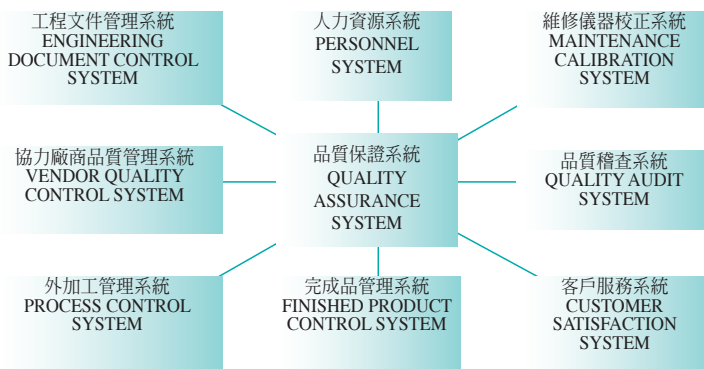 工程文件管理系統
ENGINEERING
DOCUMENT CONTROL
SYSTEM
人力資源系統
PERSONNEL
SYSTEM
維修儀器校正系統
MAINTENANCE
CALIBRATION
SYSTEM
協力廠商品質管理系統
VENDOR QUALITY
CONTROL SYSTEM
品質保證系統
QUALITY
ASSURANCE
SYSTEM
品質稽查系統
QUALITY AUDIT
SYSTEM
外加工管理系統
PROCESS CONTROL
SYSTEM
完成品管理系統
FINISHED PRODUCT
CONTROL SYSTEM
客戶服務系統
CUSTOMER
SATISFACTION
SYSTEM